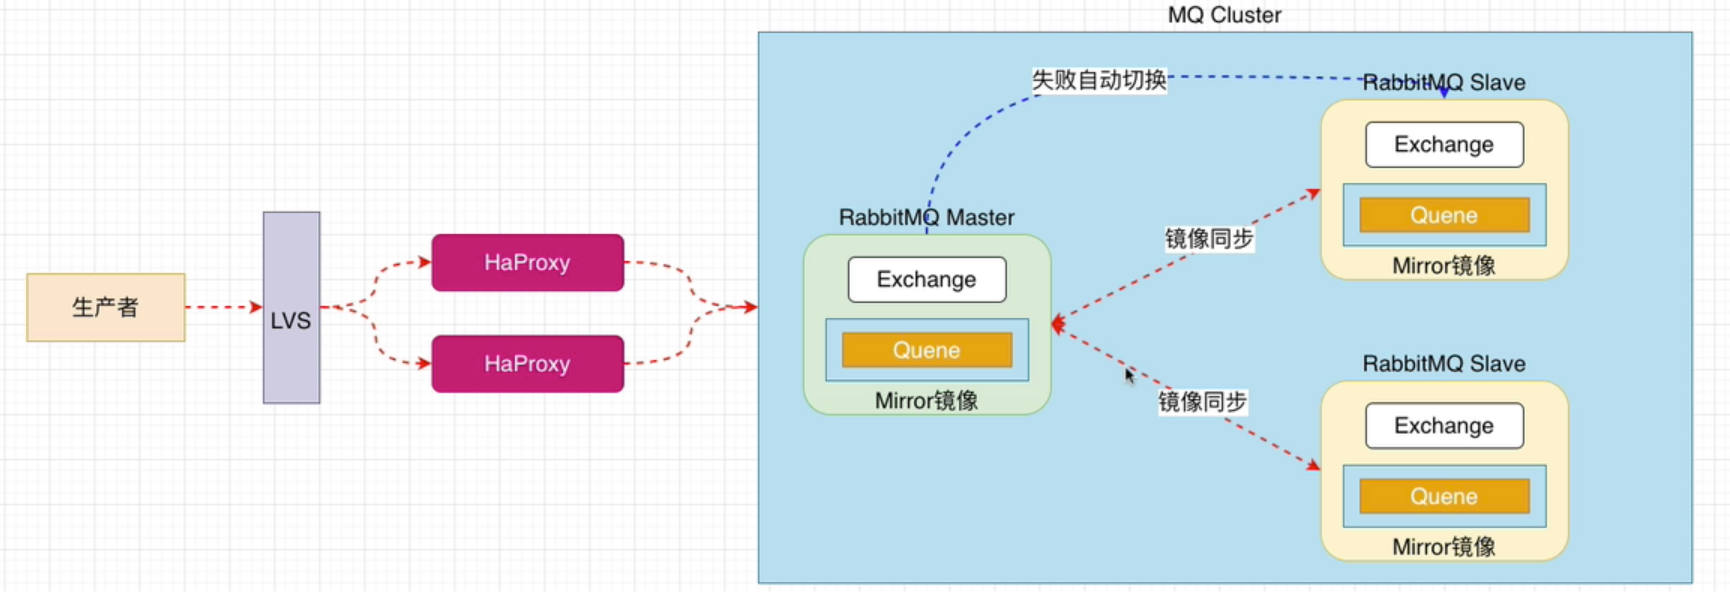 MQ Cluster
失败自动切换
RabbitMQ Slave
Exchange
Quene
Mirror镜像
RabbitMQ Master
Exchange
Quene
Mirror镜像
镜像同步
镜像同步
RabbitMQ Slave
Exchange
Quene
Mirror镜像
生产者
LVS
HaProxy
HaProxy